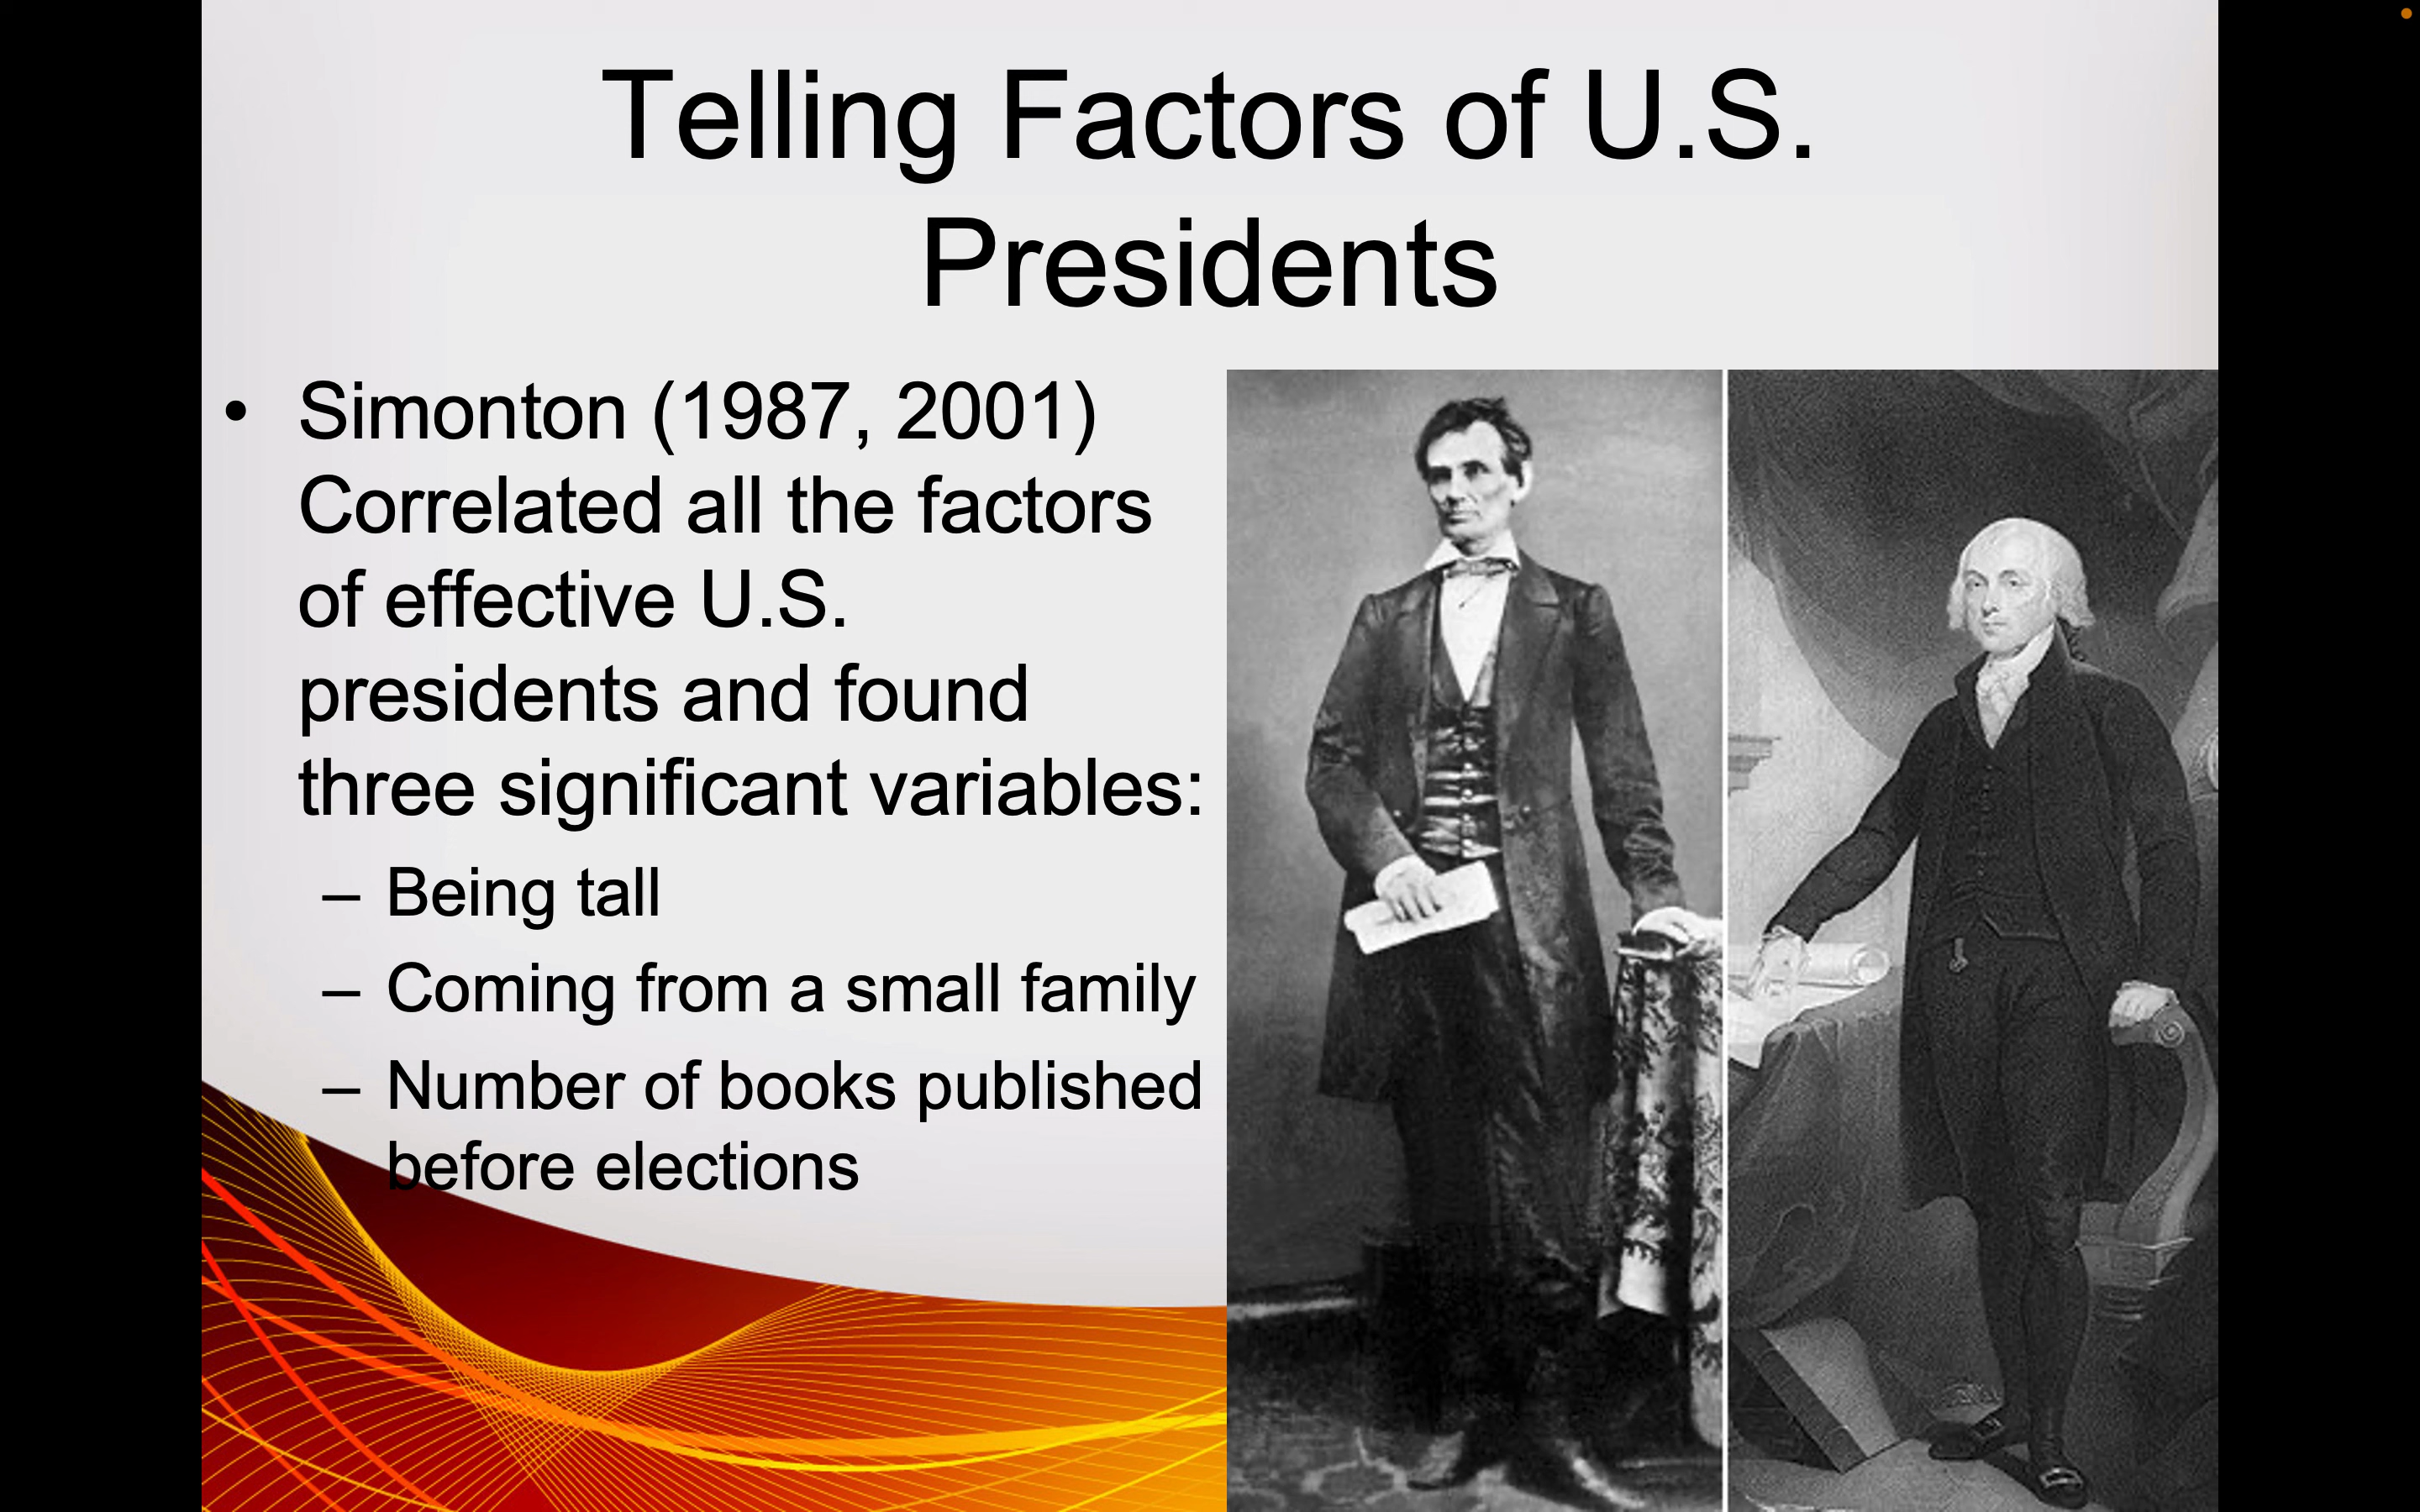 Telling Factors of U.S.
Presidents
• Simonton (1987, 2001)
Correlated all the factors
of effective U.S.
presidents and found
three significant variables:
– Being tall
– Coming from a small family
– Number of books published
before elections